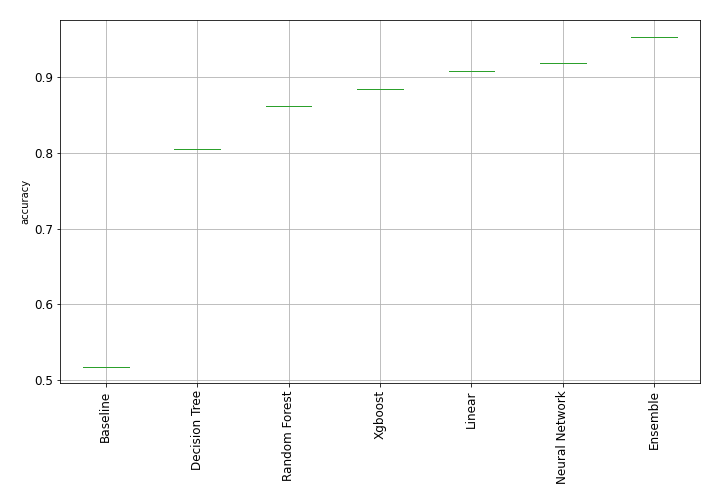 0.9
0.8
0.7
0.6
0.5
accuracy
Baseline
Decision Tree
Random Forest
Xgboost
Linear
Neural Network
Ensemble